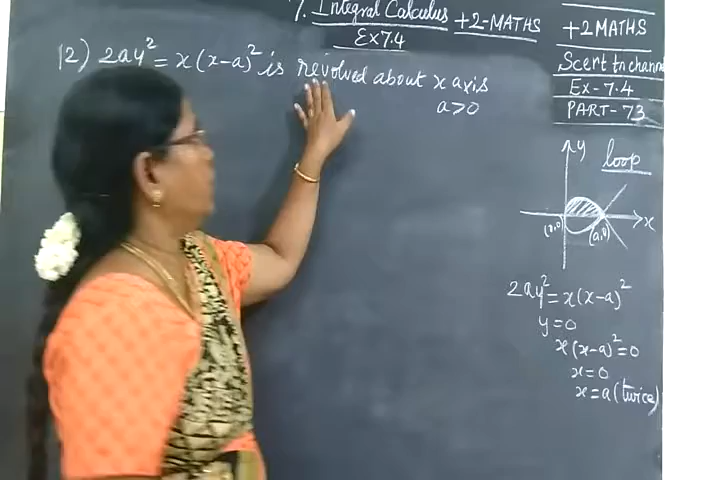 7. Integral Calculus +2-MATHS
Ex 7.4
12) 2ay² = x(x-a)² is revolved about x axis
a>0
+2 MATHS
Scert tn channel
Ex-7.4
PART-73
y
loop
x
(0,0)
(a,0)
2ay² = x(x-a)²
y=0
x(x-a)²=0
x=0
x=a(twice)